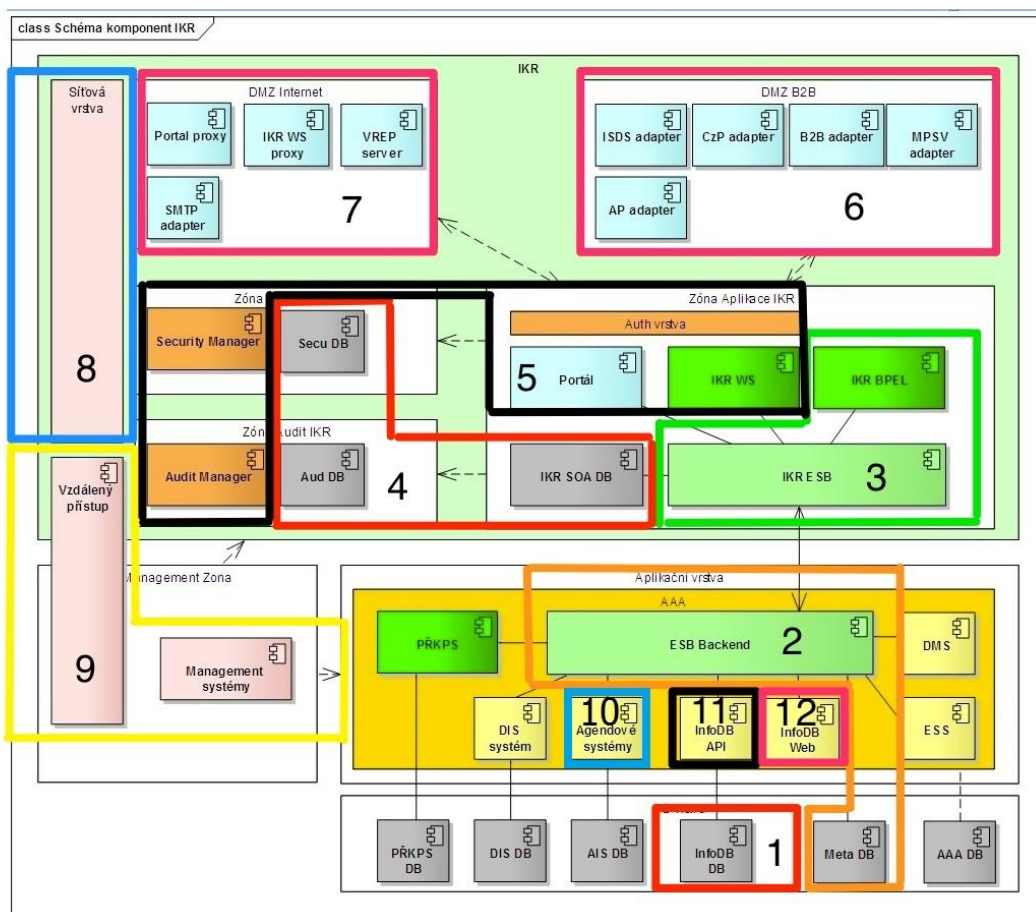 class Schéma komponent IKR
IKR
Síťová
vrstva
DMZ Internet
DMZ B2B
Portal proxy
IKR WS
proxy
VREP
server
ISDS adapter
CzP adapter
B2B adapter
MPSV
adapter
SMTP
adapter
7
AP adapter
6
Zóna
Zóna Aplikace IKR
Auth vrstva
Security Manager
Secu DB
8
5
Portál
IKR WS
IKR BPEL
Zóna Audit IKR
Audit Manager
Aud DB
4
IKR SOA DB
IKR ESB
3
Vzdálený
přístup
Management Zona
Aplikační vrstva
AAA
PŘKPS
ESB Backend
2
DMS
9
Management
systémy
DIS
systém
10
Agendové
systémy
11
InfoDB
API
12
InfoDB
Web
ESS
PŘKPS
DB
DIS DB
AIS DB
InfoDB
DB
1
Meta DB
AAA DB